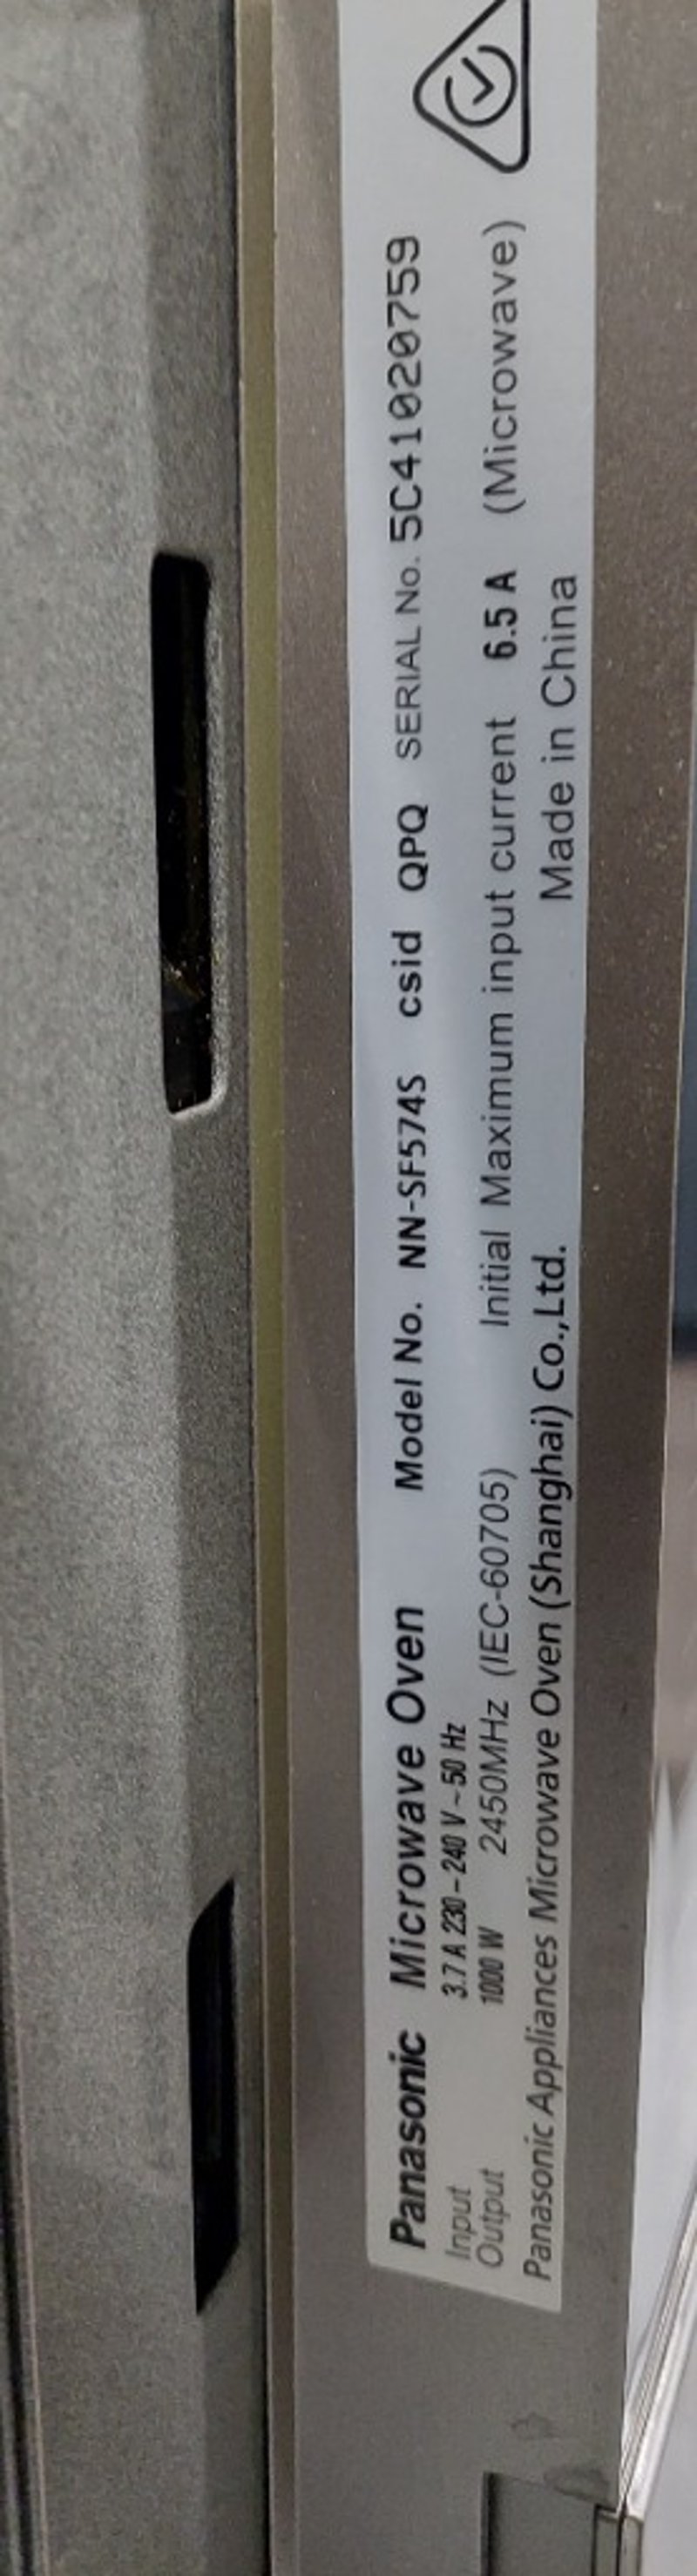 Panasonic Microwave Oven Model No. NN-SF574S csid QPQ SERIAL No. 5C41020759
Input 3.7 A 230-240 V ~ 50 Hz
Output 1000 W 2450MHz (IEC-60705) Initial Maximum input current 6.5 A (Microwave)
Panasonic Appliances Microwave Oven (Shanghai) Co.,Ltd. Made in China